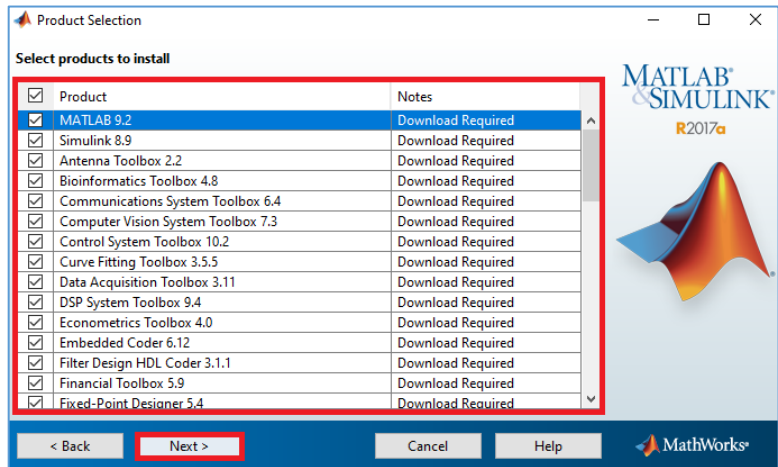 Product Selection
Select products to install
Product Notes
MATLAB 9.2 Download Required
Simulink 8.9 Download Required
Antenna Toolbox 2.2 Download Required
Bioinformatics Toolbox 4.8 Download Required
Communications System Toolbox 6.4 Download Required
Computer Vision System Toolbox 7.3 Download Required
Control System Toolbox 10.2 Download Required
Curve Fitting Toolbox 3.5.5 Download Required
Data Acquisition Toolbox 3.11 Download Required
DSP System Toolbox 9.4 Download Required
Econometrics Toolbox 4.0 Download Required
Embedded Coder 6.12 Download Required
Filter Design HDL Coder 3.1.1 Download Required
Financial Toolbox 5.9 Download Required
Fixed-Point Designer 5.4 Download Required
MATLAB®
&SIMULINK®
R2017a
< Back Next > Cancel Help
MathWorks®